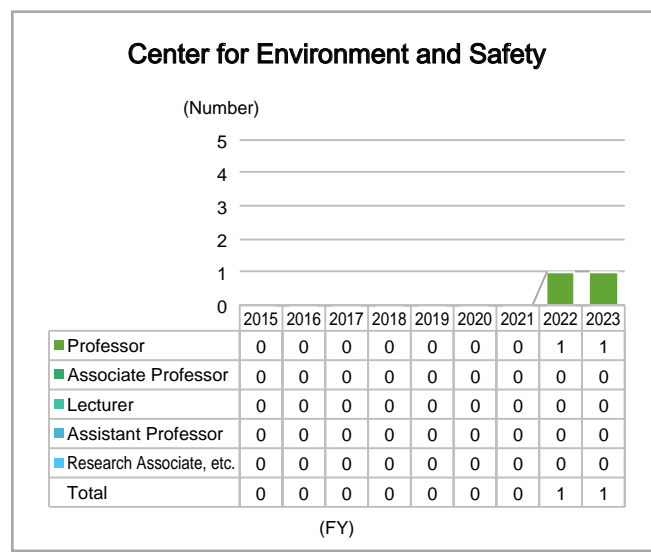 Center for Environment and Safety
(Number)
5
4
3
2
1
0
2015 2016 2017 2018 2019 2020 2021 2022 2023
Professor 0 0 0 0 0 0 0 1 1
Associate Professor 0 0 0 0 0 0 0 0 0
Lecturer 0 0 0 0 0 0 0 0 0
Assistant Professor 0 0 0 0 0 0 0 0 0
Research Associate, etc. 0 0 0 0 0 0 0 0 0
Total 0 0 0 0 0 0 0 1 1
(FY)